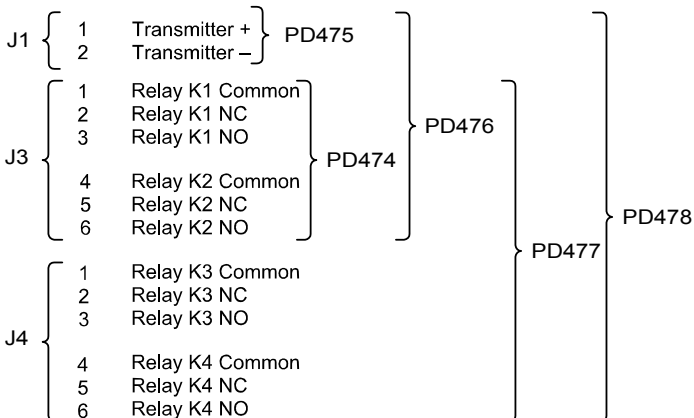 J1 1 Transmitter + PD475
2 Transmitter –
J3 1 Relay K1 Common
2 Relay K1 NC
3 Relay K1 NO
4 Relay K2 Common
5 Relay K2 NC
6 Relay K2 NO
PD474
PD476
J4 1 Relay K3 Common
2 Relay K3 NC
3 Relay K3 NO
4 Relay K4 Common
5 Relay K4 NC
6 Relay K4 NO
PD477
PD478